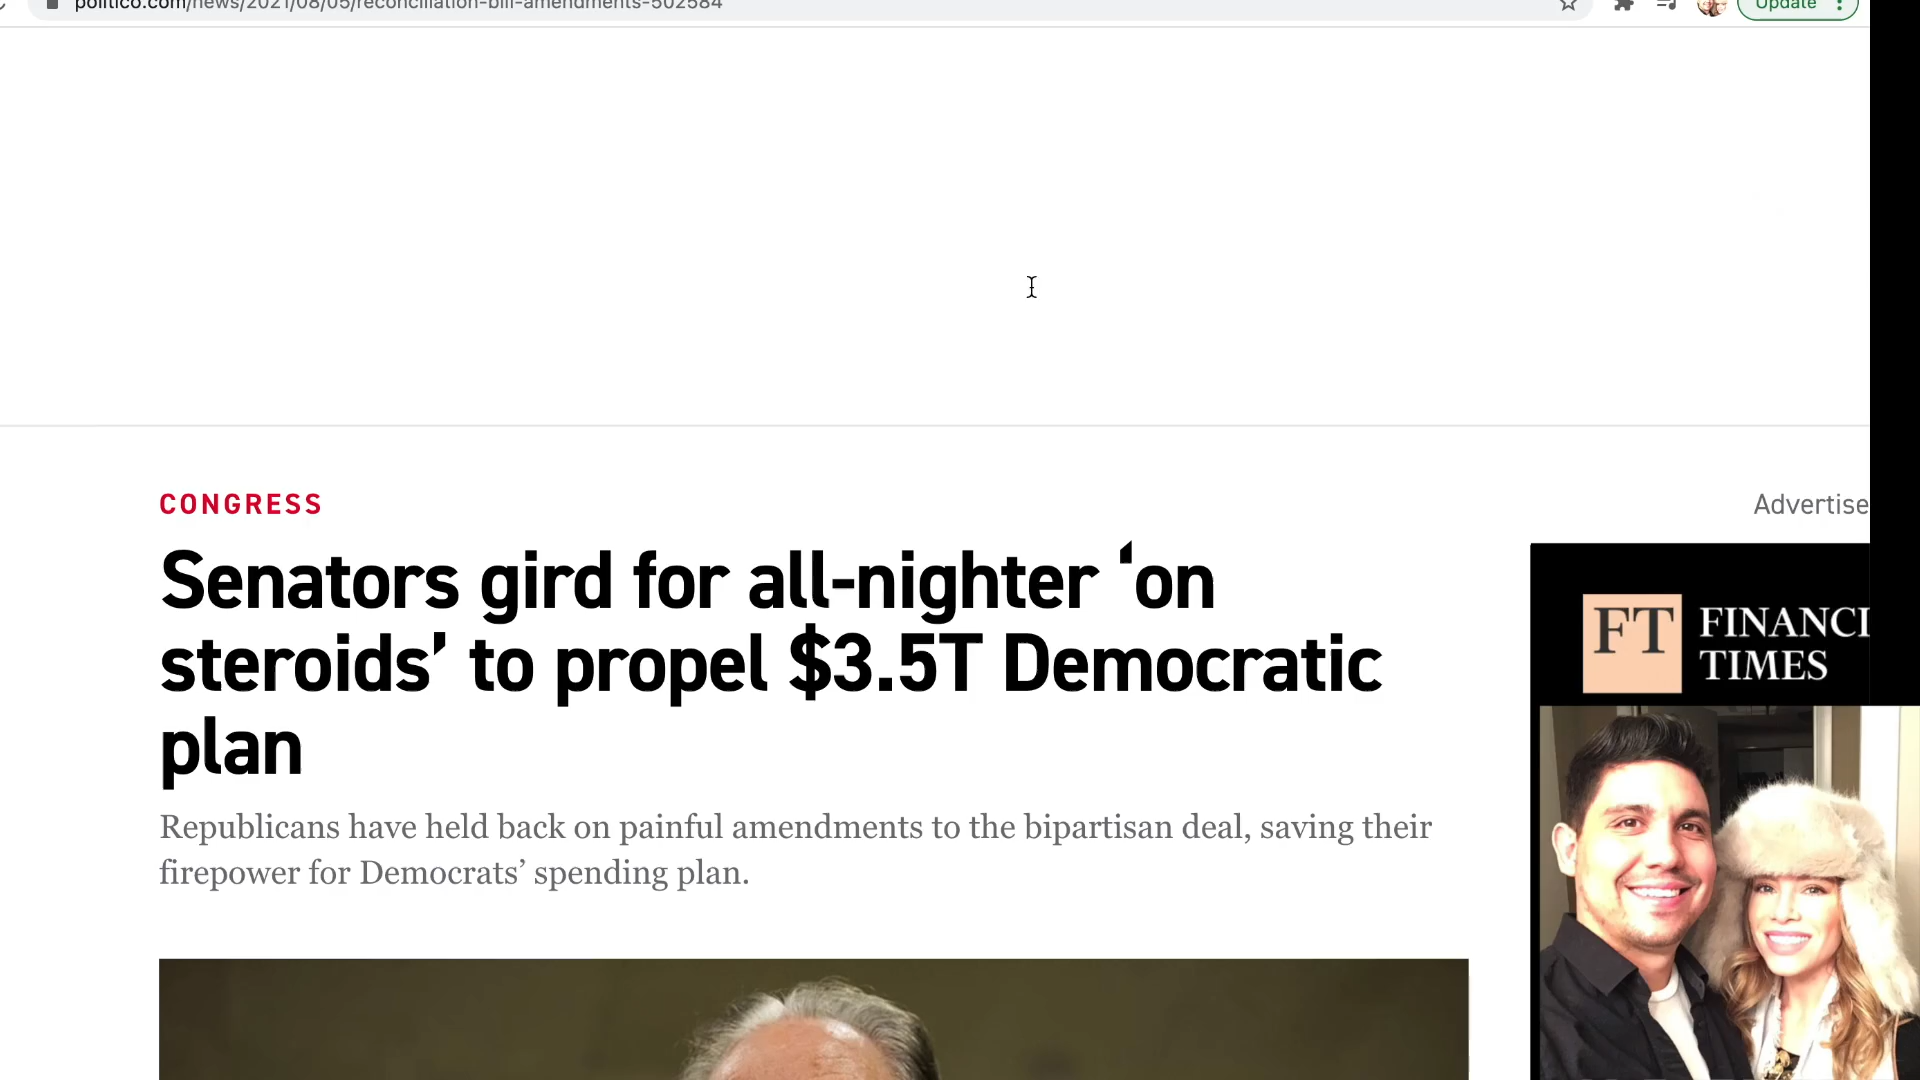 politico.com/news/2021/08/05/reconciliation-bill-amendments-502584
Update
CONGRESS
Advertise
Senators gird for all-nighter ‘on
steroids’ to propel $3.5T Democratic
plan
Republicans have held back on painful amendments to the bipartisan deal, saving their
firepower for Democrats’ spending plan.
FT
FINANCI
TIMES